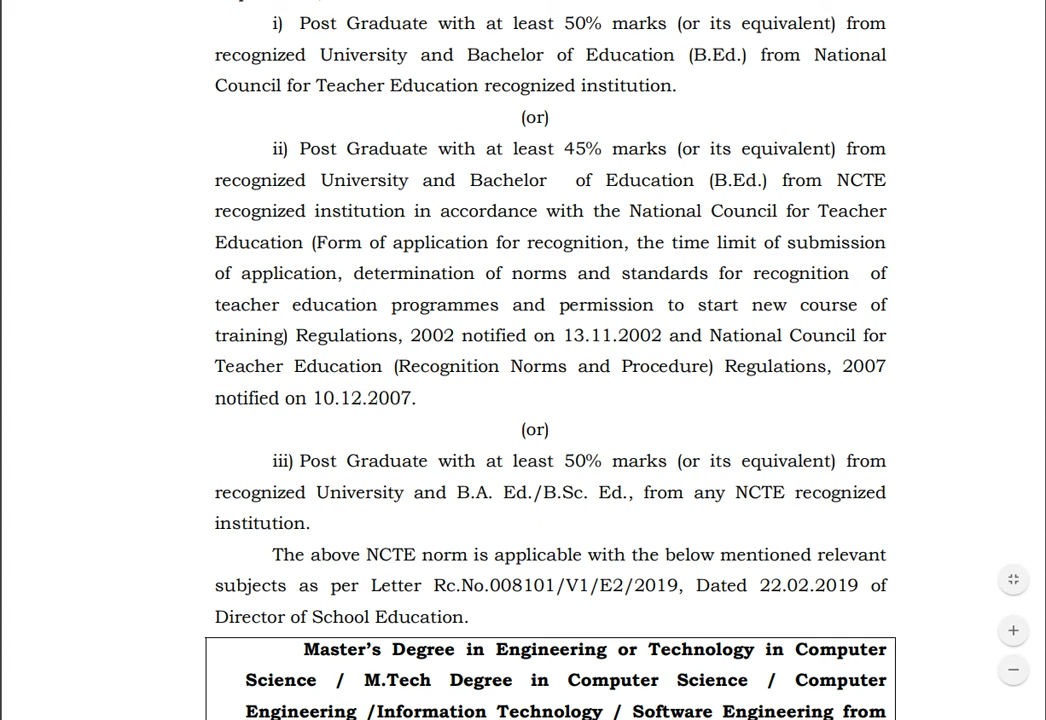 i) Post Graduate with at least 50% marks (or its equivalent) from
recognized University and Bachelor of Education (B.Ed.) from National
Council for Teacher Education recognized institution.
(or)
ii) Post Graduate with at least 45% marks (or its equivalent) from
recognized University and Bachelor of Education (B.Ed.) from NCTE
recognized institution in accordance with the National Council for Teacher
Education (Form of application for recognition, the time limit of submission
of application, determination of norms and standards for recognition of
teacher education programmes and permission to start new course of
training) Regulations, 2002 notified on 13.11.2002 and National Council for
Teacher Education (Recognition Norms and Procedure) Regulations, 2007
notified on 10.12.2007.
(or)
iii) Post Graduate with at least 50% marks (or its equivalent) from
recognized University and B.A. Ed./B.Sc. Ed., from any NCTE recognized
institution.
The above NCTE norm is applicable with the below mentioned relevant
subjects as per Letter Rc.No.008101/V1/E2/2019, Dated 22.02.2019 of
Director of School Education.
Master's Degree in Engineering or Technology in Computer
Science / M.Tech Degree in Computer Science / Computer
Engineering /Information Technology / Software Engineering from